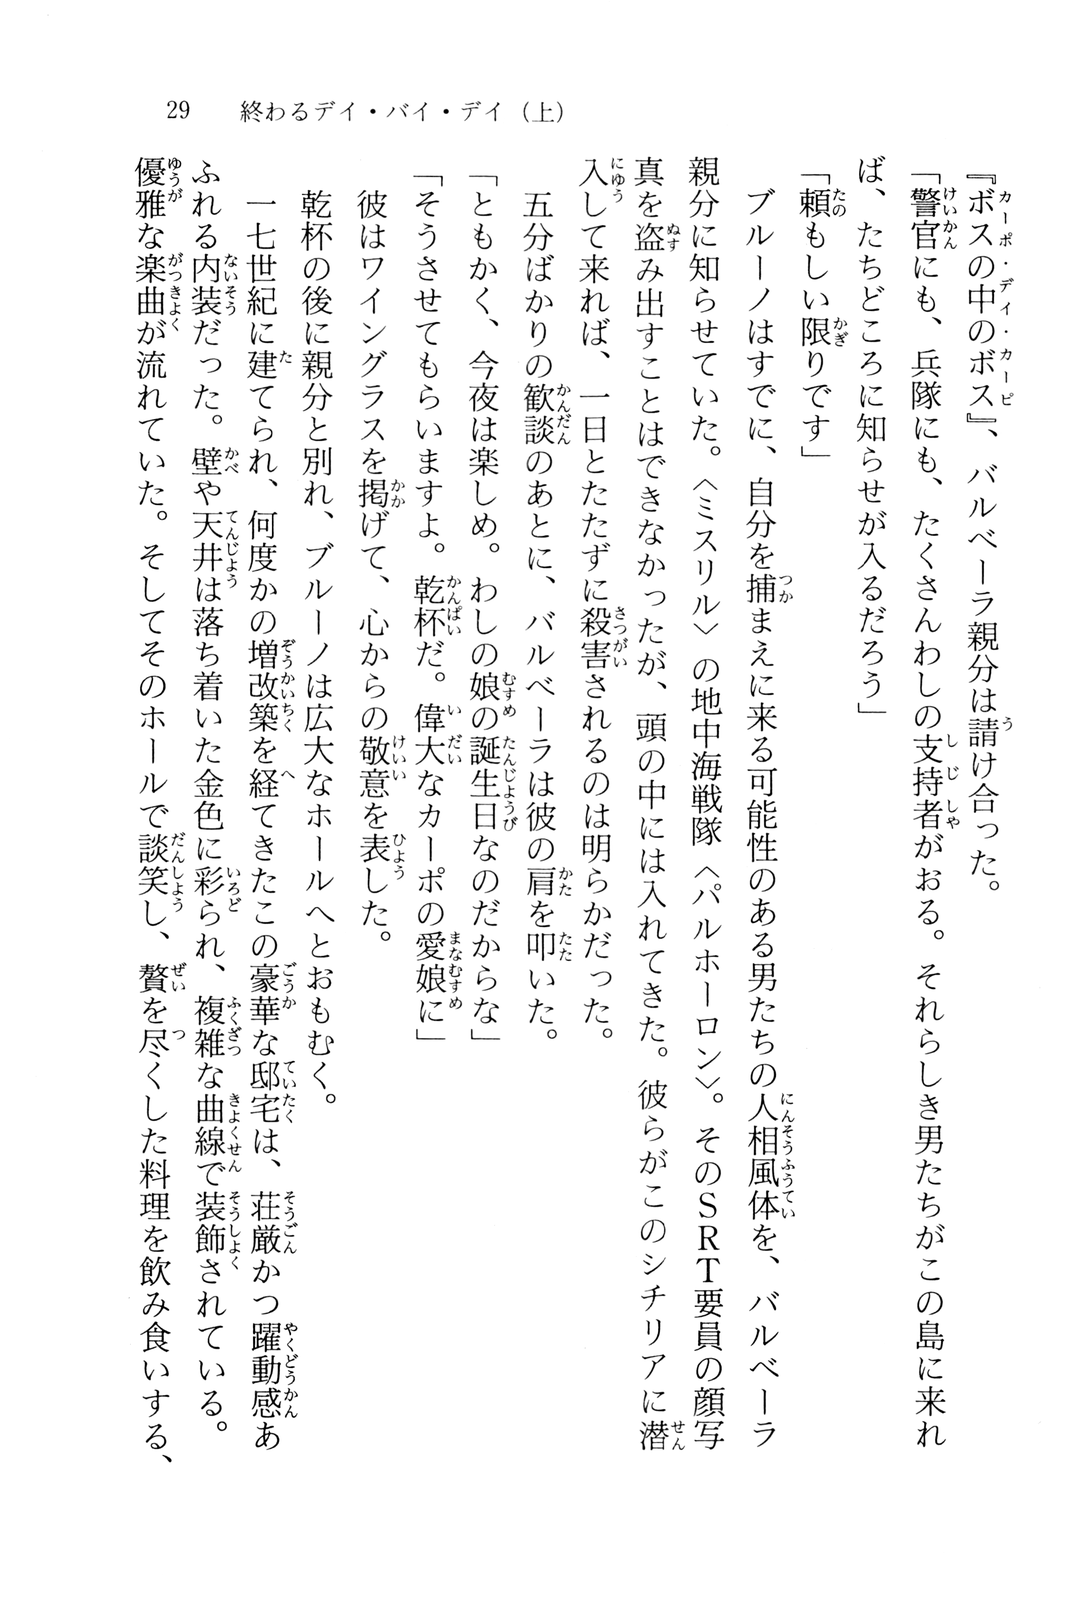 29 終わるデイ・バイ・デイ（上）
『ボスの中のボス』、バルベーラ親分は請け合った。
「警官にも、兵隊にも、たくさんわしの支持者がおる。それらしき男たちがこの島に来れ
ば、たちどころに知らせが入るだろう」
「頼もしい限りです」
　ブルーノはすでに、自分を捕まえに来る可能性のある男たちの人相風体を、バルベーラ
親分に知らせていた。〈ミスリル〉の地中海戦隊〈パルホーロン〉。そのＳＲＴ要員の顔写
真を盗み出すことはできなかったが、頭の中には入れてきた。彼らがこのシチリアに潜
入して来れば、一日とたたずに殺害されるのは明らかだった。
　五分ばかりの歓談のあとに、バルベーラは彼の肩を叩いた。
「ともかく、今夜は楽しめ。わしの娘の誕生日なのだからな」
「そうさせてもらいますよ。乾杯だ。偉大なカーポの愛娘に」
　彼はワイングラスを掲げて、心からの敬意を表した。
　乾杯の後に親分と別れ、ブルーノは広大なホールへとおもむく。
　一七世紀に建てられ、何度かの増改築を経てきたこの豪華な邸宅は、荘厳かつ躍動感あ
ふれる内装だった。壁や天井は落ち着いた金色に彩られ、複雑な曲線で装飾されている。
優雅な楽曲が流れていた。そしてそのホールで談笑し、贅を尽くした料理を飲み食いする、